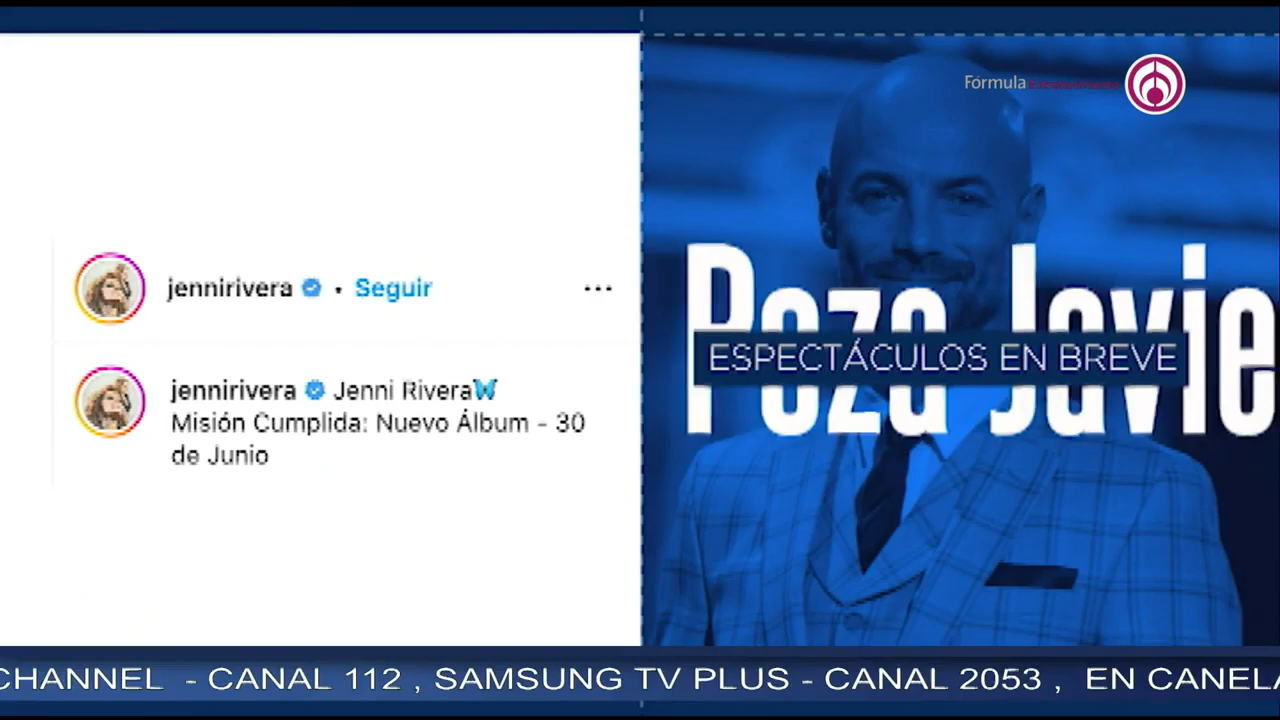 Fórmula
jennirivera • Seguir ...
jennirivera Jenni Rivera
Misión Cumplida: Nuevo Álbum - 30
de Junio
Poza Javie
ESPECTÁCULOS EN BREVE
CHANNEL - CANAL 112 , SAMSUNG TV PLUS - CANAL 2053 , EN CANELA